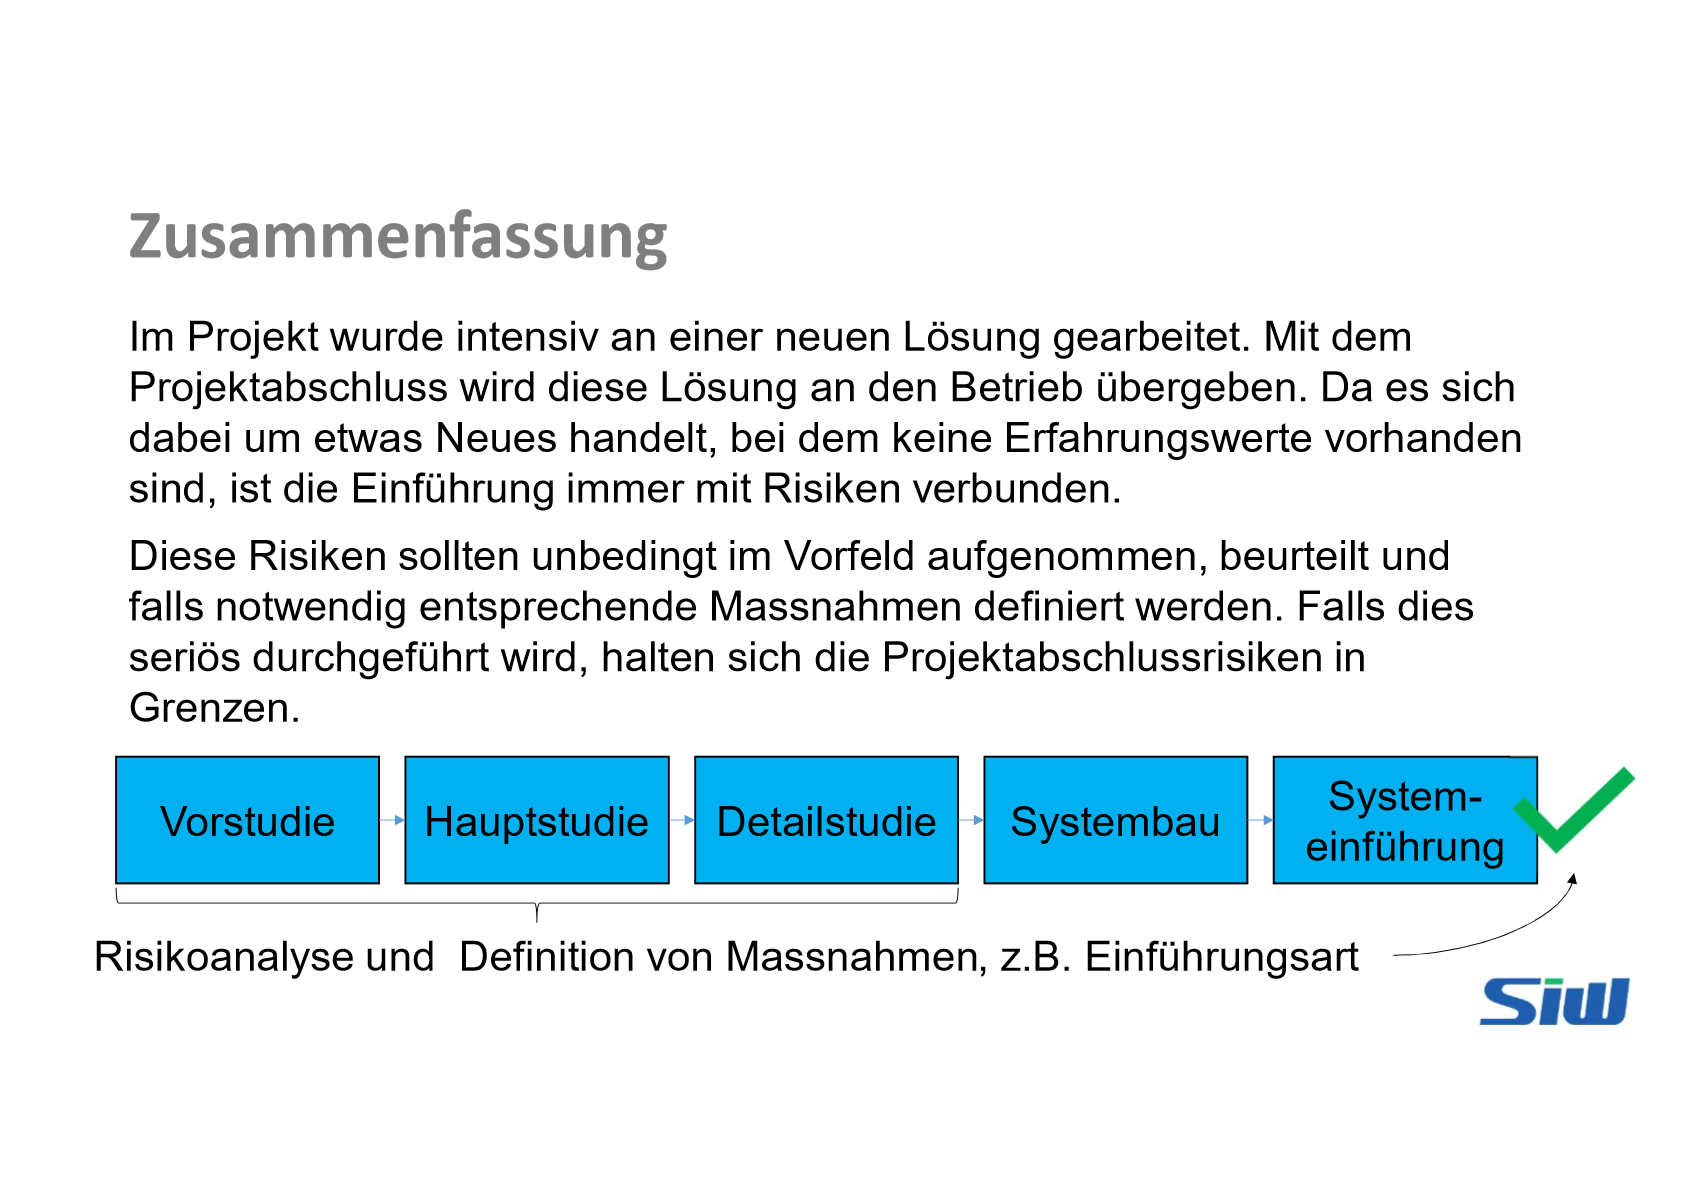 Zusammenfassung
Im Projekt wurde intensiv an einer neuen Lösung gearbeitet. Mit dem
Projektabschluss wird diese Lösung an den Betrieb übergeben. Da es sich
dabei um etwas Neues handelt, bei dem keine Erfahrungswerte vorhanden
sind, ist die Einführung immer mit Risiken verbunden.
Diese Risiken sollten unbedingt im Vorfeld aufgenommen, beurteilt und
falls notwendig entsprechende Massnahmen definiert werden. Falls dies
seriös durchgeführt wird, halten sich die Projektabschlussrisiken in
Grenzen.
Vorstudie
Hauptstudie
Detailstudie
Systembau
System-
einführung
Risikoanalyse und  Definition von Massnahmen, z.B. Einführungsart
Siw